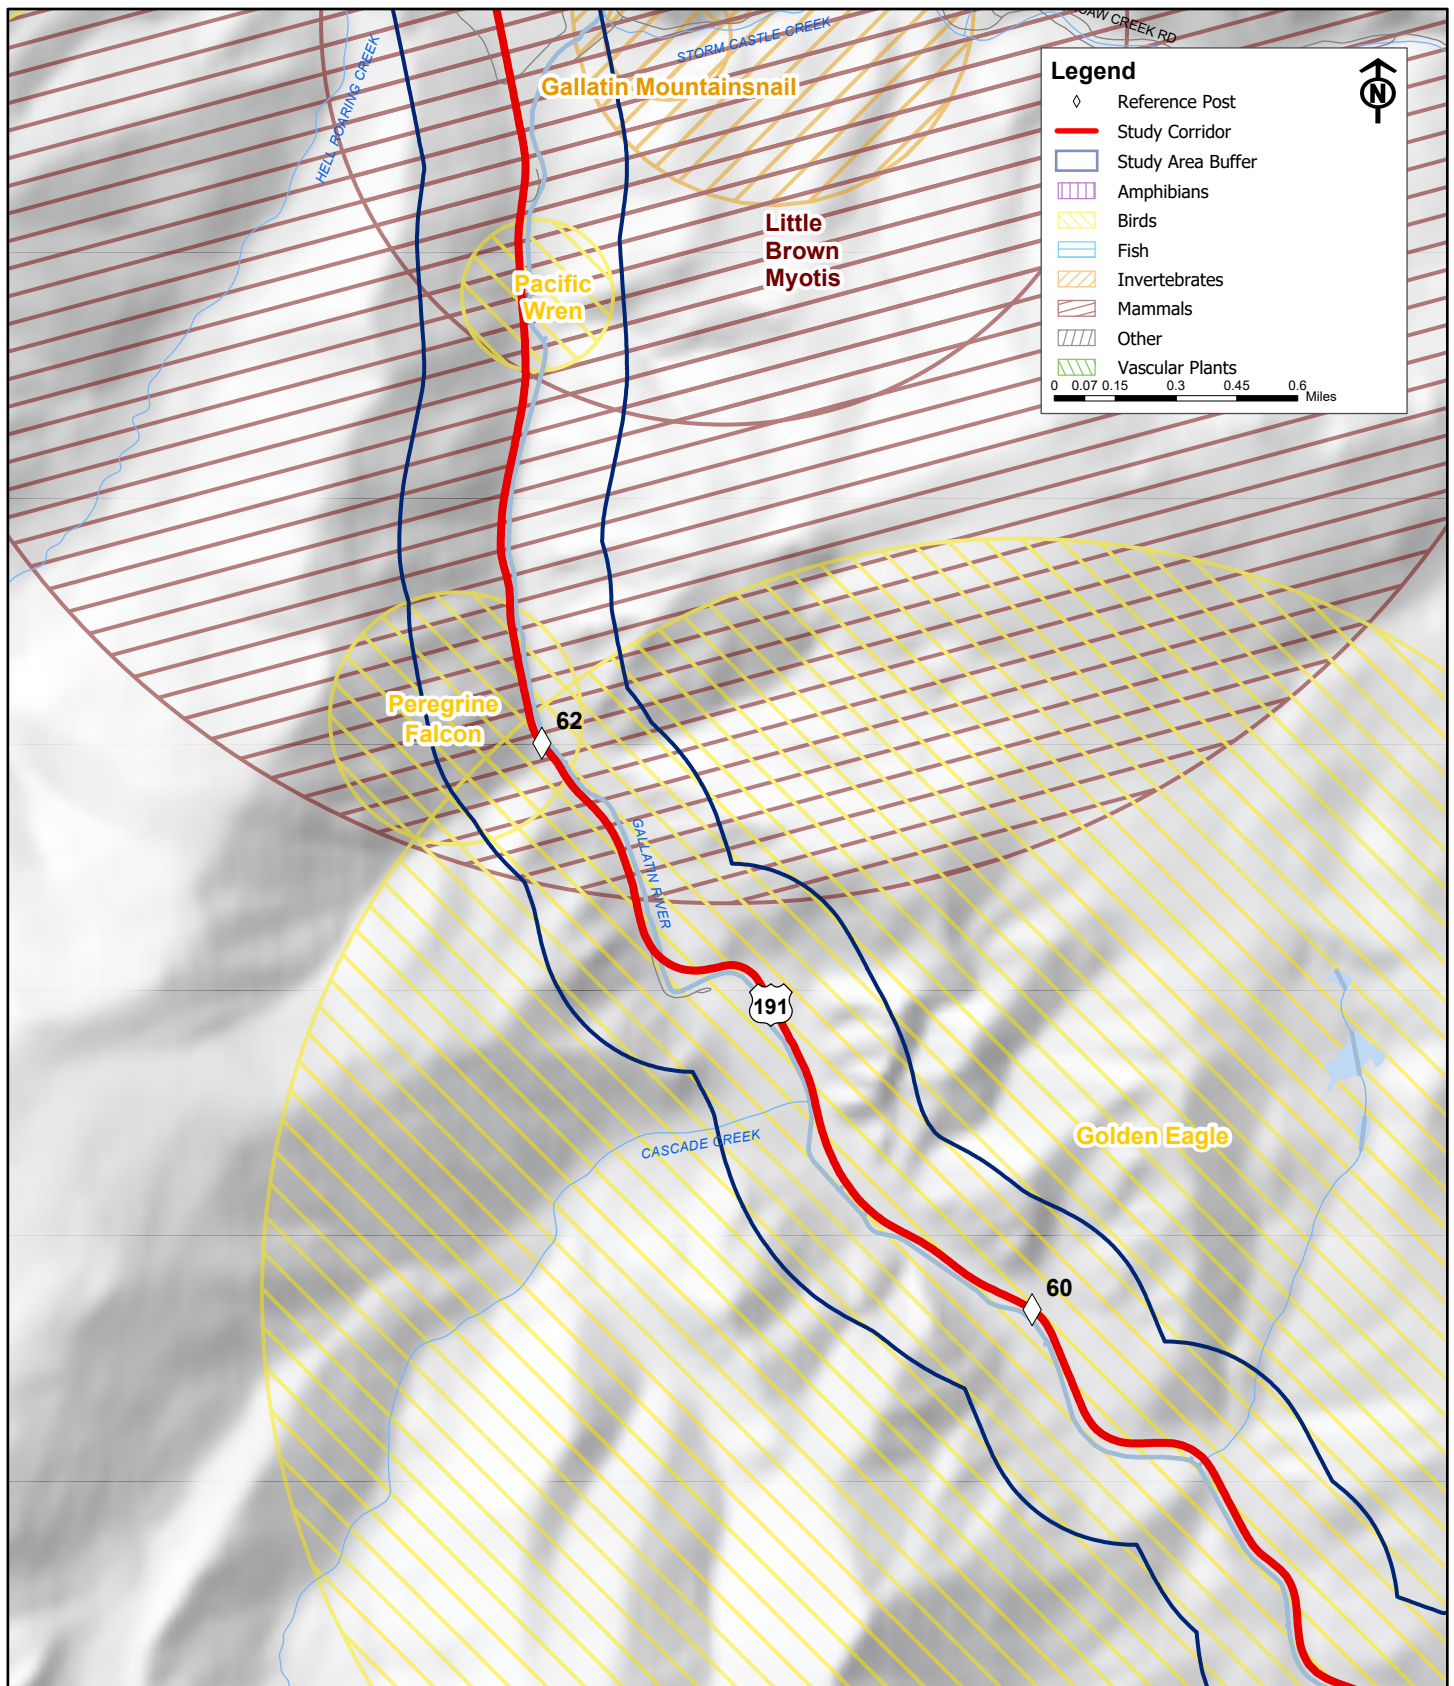 CREEK RD
STORM CASTLE CREEK
HELL ROARING CREEK
Gallatin Mountainsnail
Legend
N
Reference Post
Study Corridor
Study Area Buffer
Amphibians
Birds
Fish
Invertebrates
Mammals
Other
Vascular Plants
0 0.07 0.15 0.3 0.45 0.6
Miles
Little
Brown
Myotis
Pacific
Wren
Peregrine
Falcon
62
GALLATIN RIVER
191
CASCADE CREEK
Golden Eagle
60